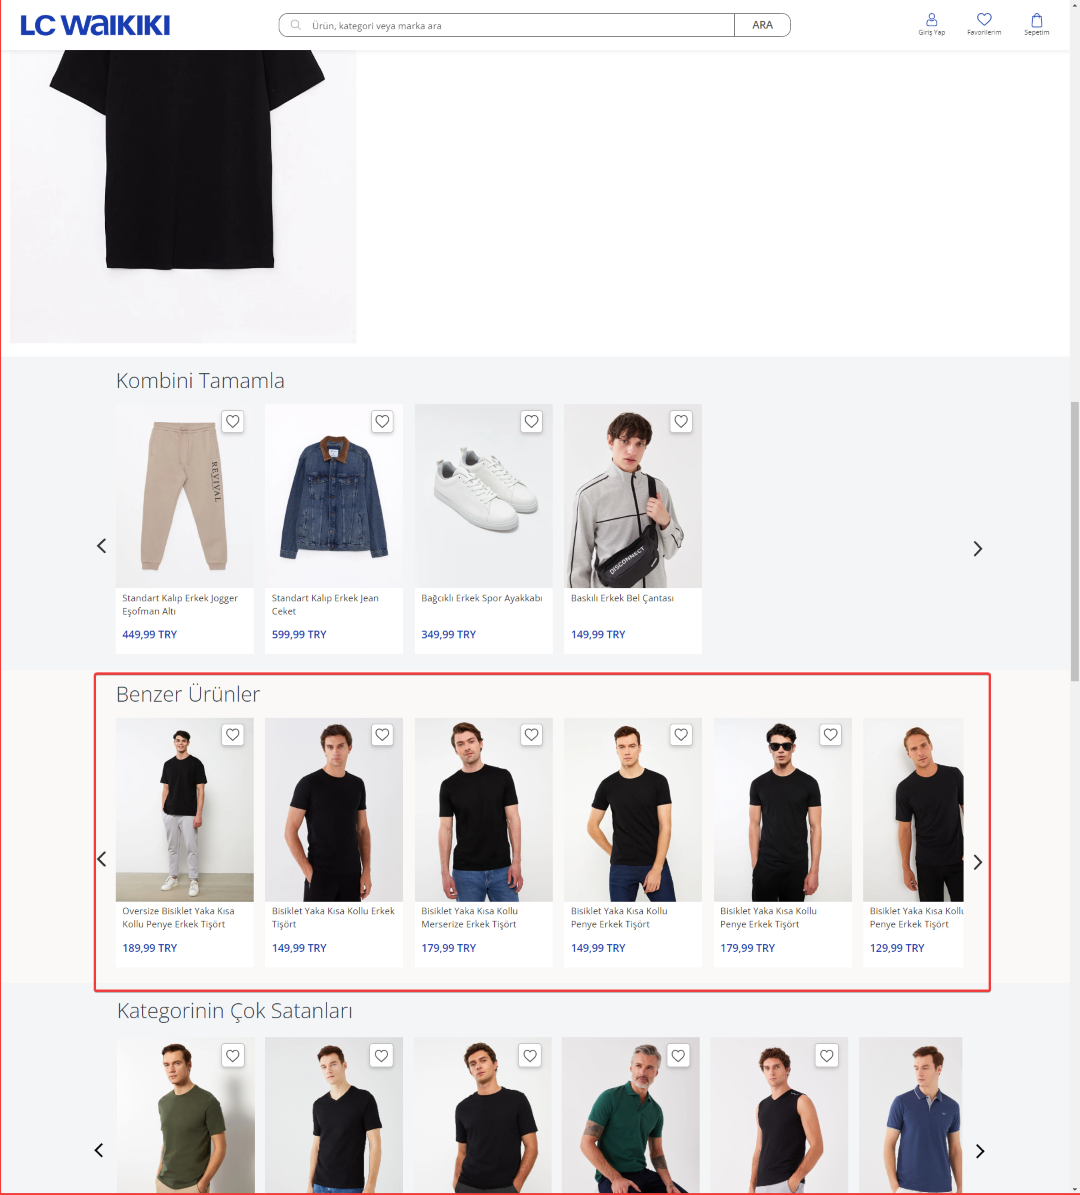 LC WAIKIKI
Ürün, kategori veya marka ara
ARA
Giriş Yap
Favorilerim
Sepetim
Kombini Tamamla
REVIVAL
DISCONNECT
Standart Kalıp Erkek Jogger
Eşofman Altı
449,99 TRY
Standart Kalıp Erkek Jean
Ceket
599,99 TRY
Bağcıklı Erkek Spor Ayakkabı
349,99 TRY
Baskılı Erkek Bel Çantası
149,99 TRY
Benzer Ürünler
Oversize Bisiklet Yaka Kısa
Kollu Penye Erkek Tişört
189,99 TRY
Bisiklet Yaka Kısa Kollu Erkek
Tişört
149,99 TRY
Bisiklet Yaka Kısa Kollu
Merserize Erkek Tişört
179,99 TRY
Bisiklet Yaka Kısa Kollu
Penye Erkek Tişört
149,99 TRY
Bisiklet Yaka Kısa Kollu
Penye Erkek Tişört
179,99 TRY
Bisiklet Yaka Kısa Kollu
Penye Erkek Tişört
129,99 TRY
Kategorinin Çok Satanları